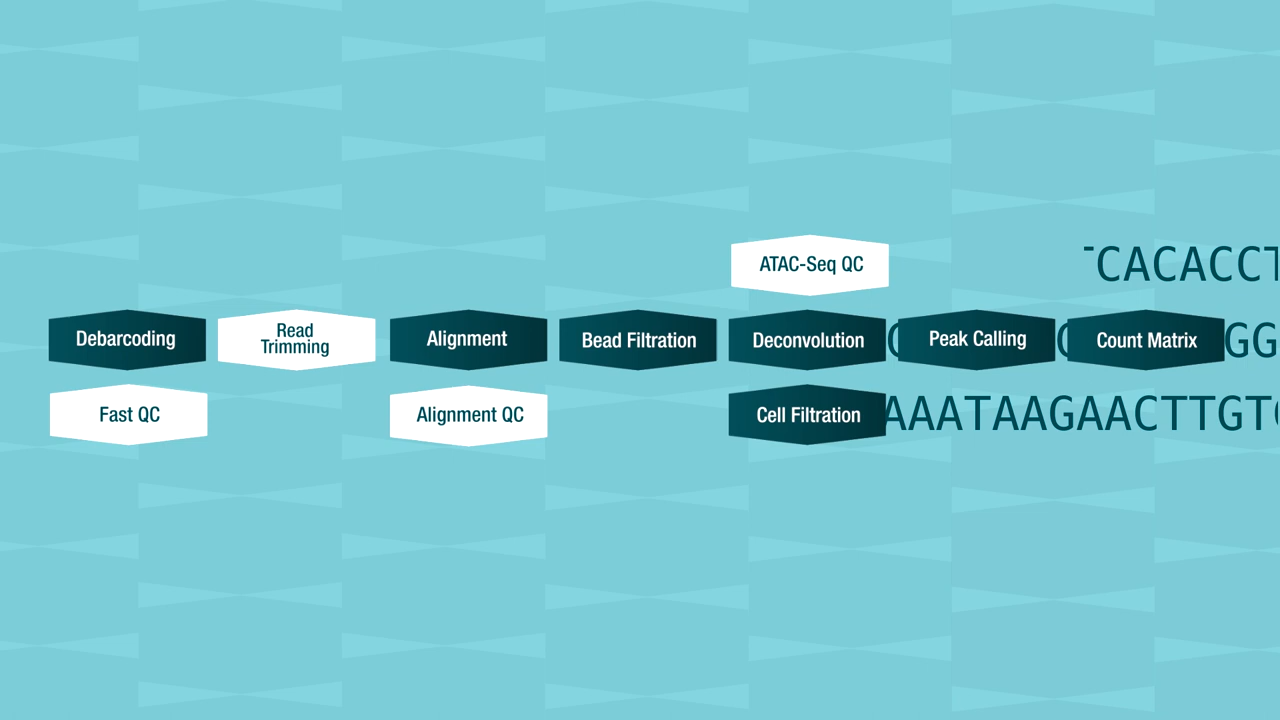 ATAC-Seq QC
CACACCT
Debarcoding
Read
Trimming
Alignment
Bead Filtration
Deconvolution
Peak Calling
Count Matrix
GG
Fast QC
Alignment QC
Cell Filtration
AAATAAGAACTTGT